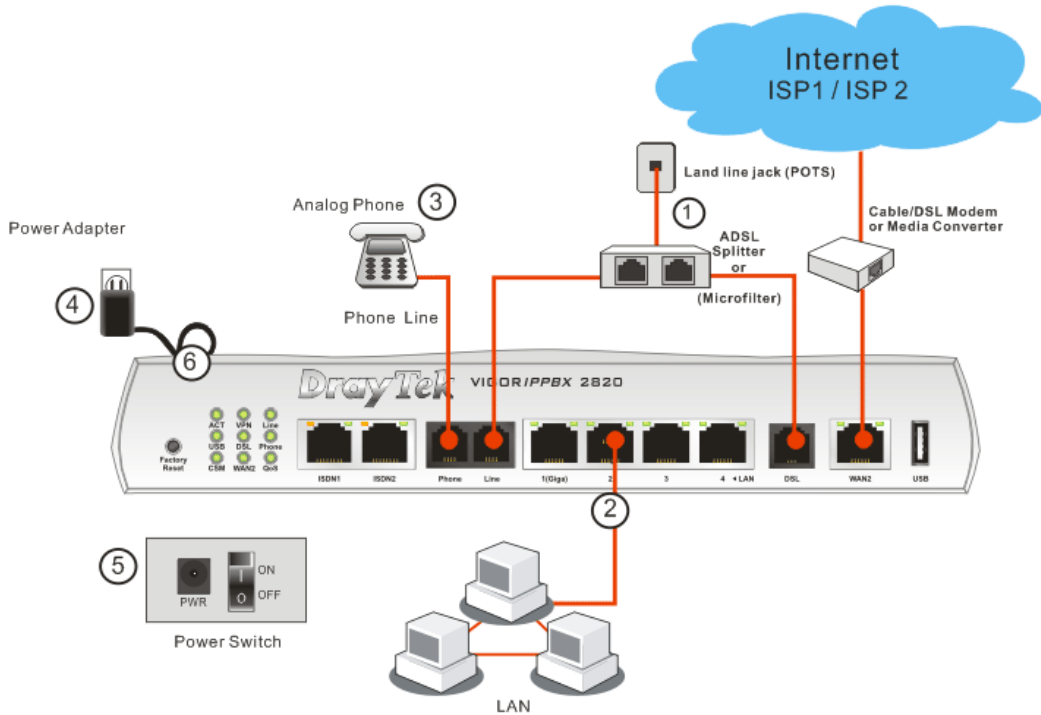 Internet
ISP1 / ISP 2
Land line jack (POTS)
1
Analog Phone
3
Cable/DSL Modem
or Media Converter
Power Adapter
ADSL
Splitter
or
(Microfilter)
4
Phone Line
6
DrayTek VIGORIPPBX 2820
ACT VPN Line
USB DSL Phone
CSM WAN2 QoS
Factory
Reset
ISDN1 ISDN2 Phone Line 1(Giga) 2 3 4 ◄LAN DSL WAN2 USB
2
5
PWR
I
ON
O
OFF
Power Switch
LAN